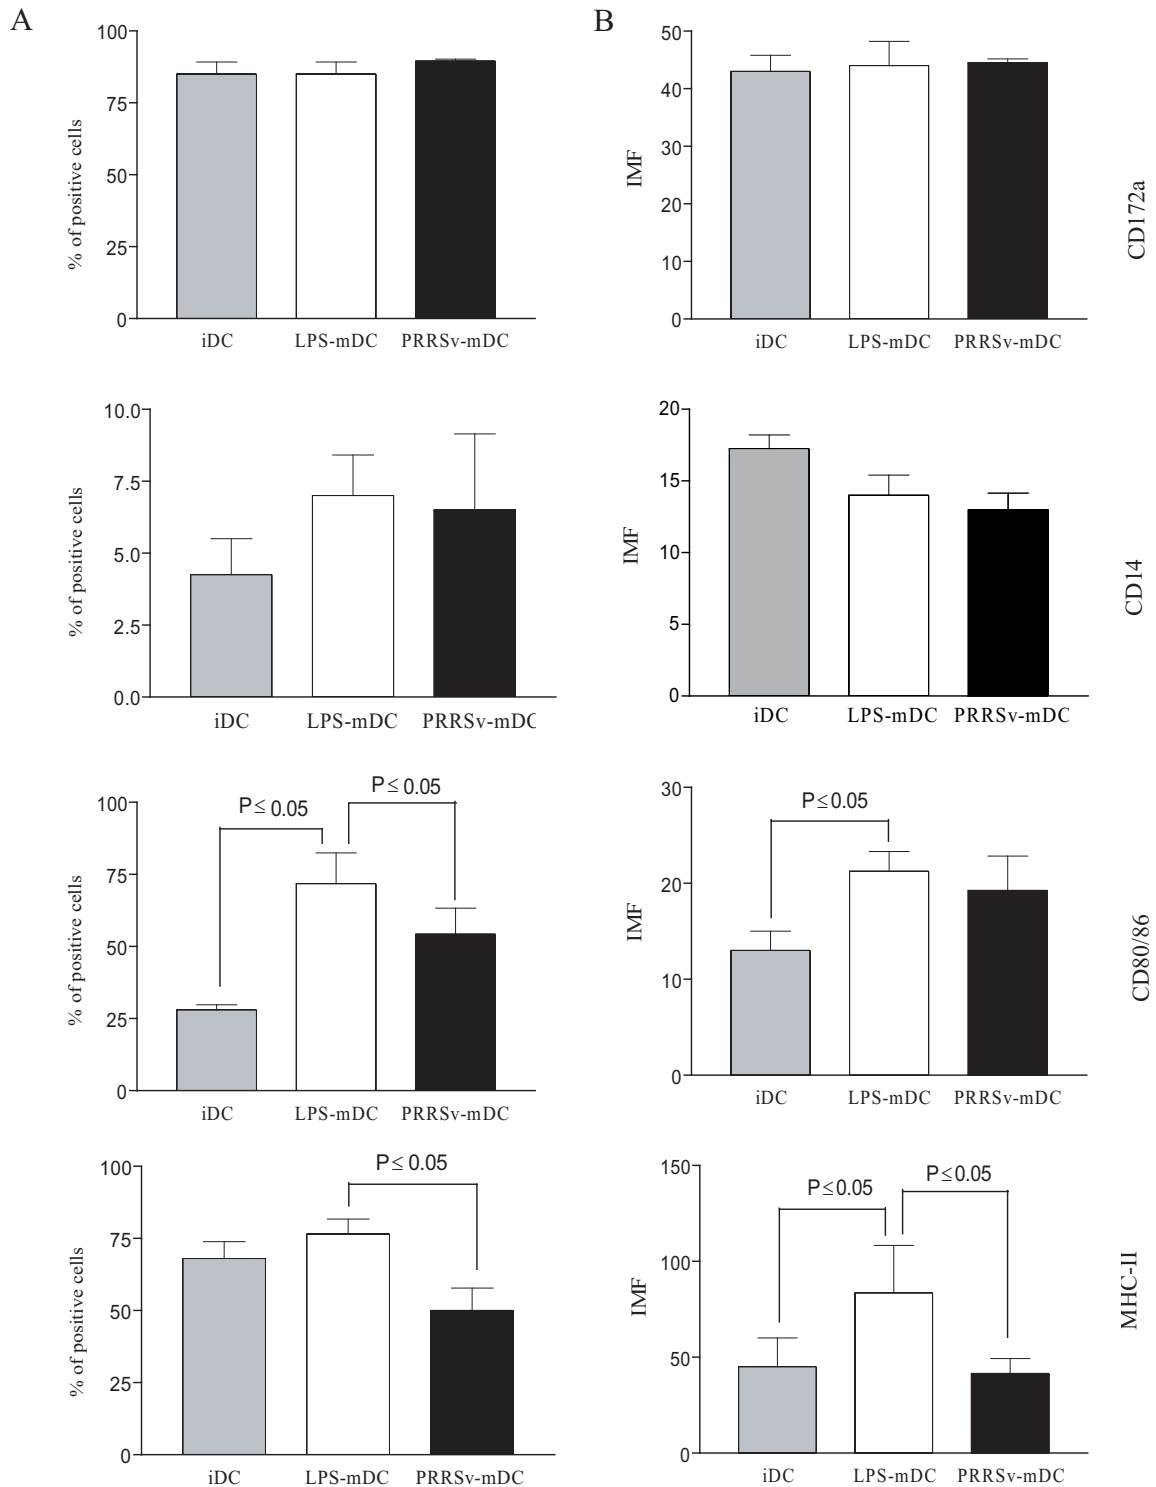 A
100
75
50
25
0
% of positive cells
iDC LPS-mDC PRRSv-mDC
B
50
40
30
20
10
0
IMF
iDC LPS-mDC PRRSv-mDC
CD172a
10.0
7.5
5.0
2.5
0.0
% of positive cells
iDC LPS-mDC PRRSv-mDC
20
15
10
5
0
IMF
iDC LPS-mDC PRRSv-mDC
CD14
100
75
50
25
0
% of positive cells
P≤ 0.05
P≤ 0.05
iDC LPS-mDC PRRSv-mDC
30
20
10
0
IMF
P≤0.05
iDC LPS-mDC PRRSv-mDC
CD80/86
100
75
50
25
0
% of positive cells
P≤ 0.05
iDC LPS-mDC PRRSv-mDC
150
100
50
0
IMF
P≤0.05
P≤0.05
iDC LPS-mDC PRRSv-mDC
MHC-II